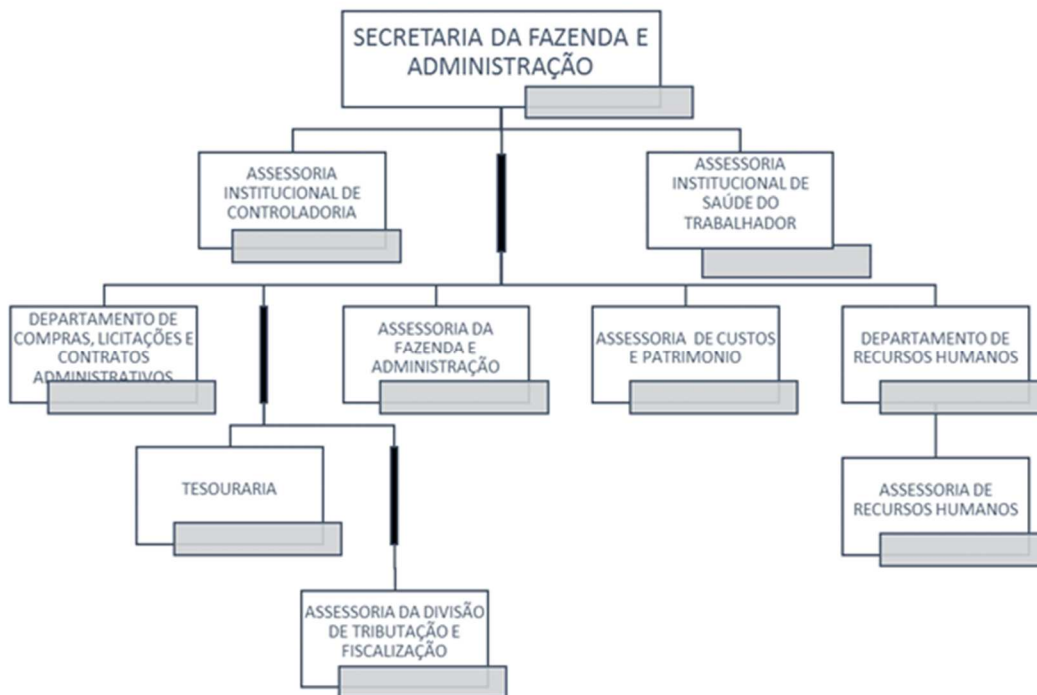 SECRETARIA DA FAZENDA E
ADMINISTRAÇÃO
ASSESSORIA
INSTITUCIONAL DE
CONTROLADORIA
ASSESSORIA
INSTITUCIONAL DE
SAÚDE DO
TRABALHADOR
DEPARTAMENTO DE
COMPRAS, LICITAÇÕES E
CONTRATOS
ADMINISTRATIVOS
ASSESSORIA DA
FAZENDA E
ADMINISTRAÇÃO
ASSESSORIA DE CUSTOS
E PATRIMONIO
DEPARTAMENTO DE
RECURSOS HUMANOS
TESOURARIA
ASSESSORIA DE
RECURSOS HUMANOS
ASSESSORIA DA DIVISÃO
DE TRIBUTAÇÃO E
FISCALIZAÇÃO